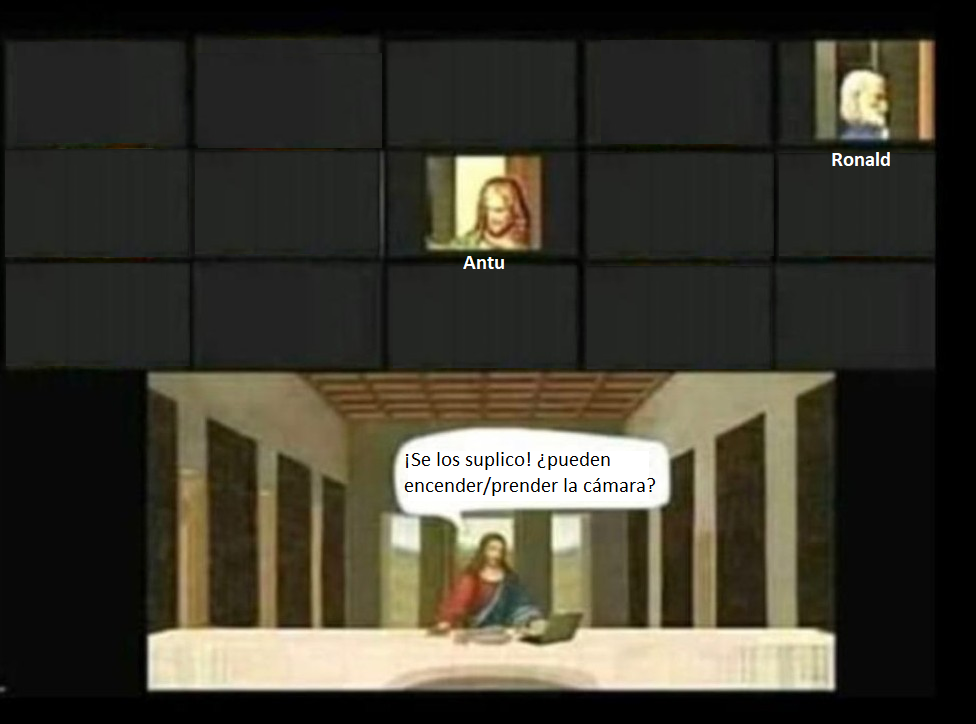 Ronald
Antu
¡Se los suplico! ¿pueden
encender/prender la cámara?